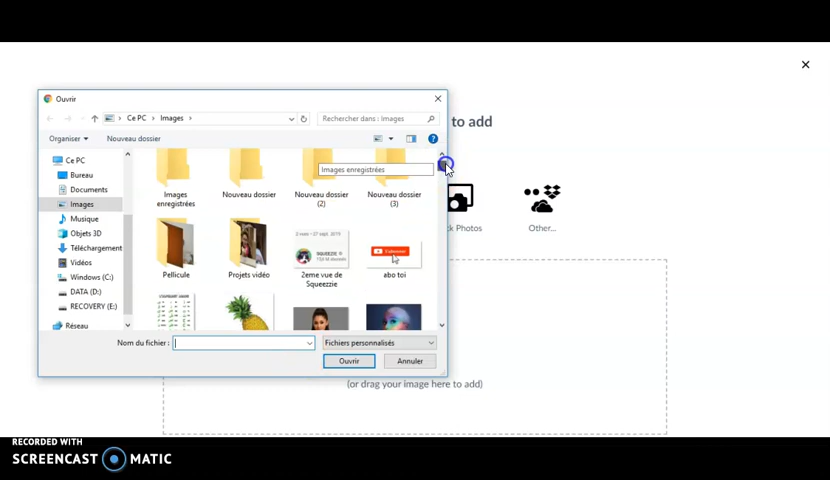 ×
Ouvrir
to add
Ce PC > Images >
Rechercher dans : Images
Organiser
Nouveau dossier
Ce PC
Bureau
Documents
Images
Musique
Objets 3D
Téléchargement
Vidéos
Windows (C:)
DATA (D:)
RECOVERY (E:)
Réseau
Images enregistrées
Images
enregistrées
Nouveau dossier
Nouveau dossier
(2)
Nouveau dossier
(3)
Pellicule
Projets vidéo
2eme vue de
Squeezzie
abo toi
Photos
Other...
Nom du fichier :
Fichiers personnalisés
Ouvrir
Annuler
(or drag your image here to add)
RECORDED WITH
SCREENCAST MATIC